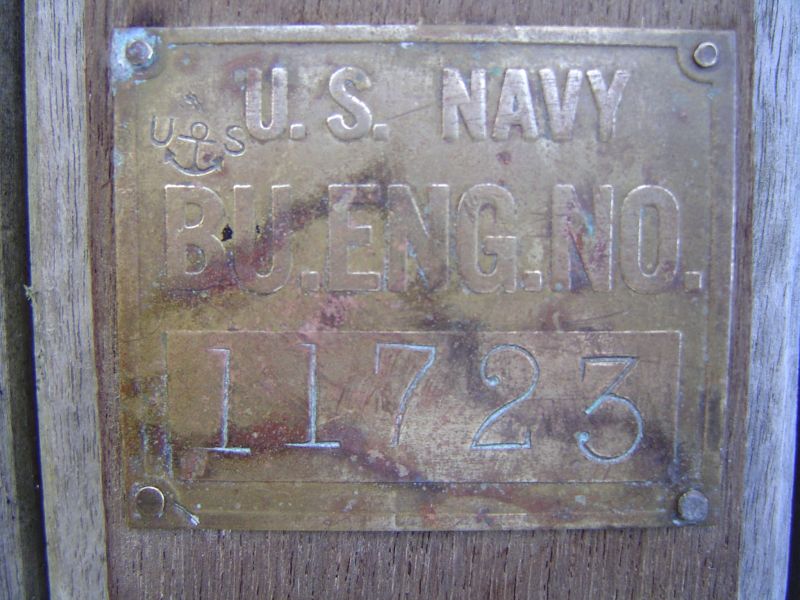 U. S. NAVY
U S
BU. ENG. NO.
11723